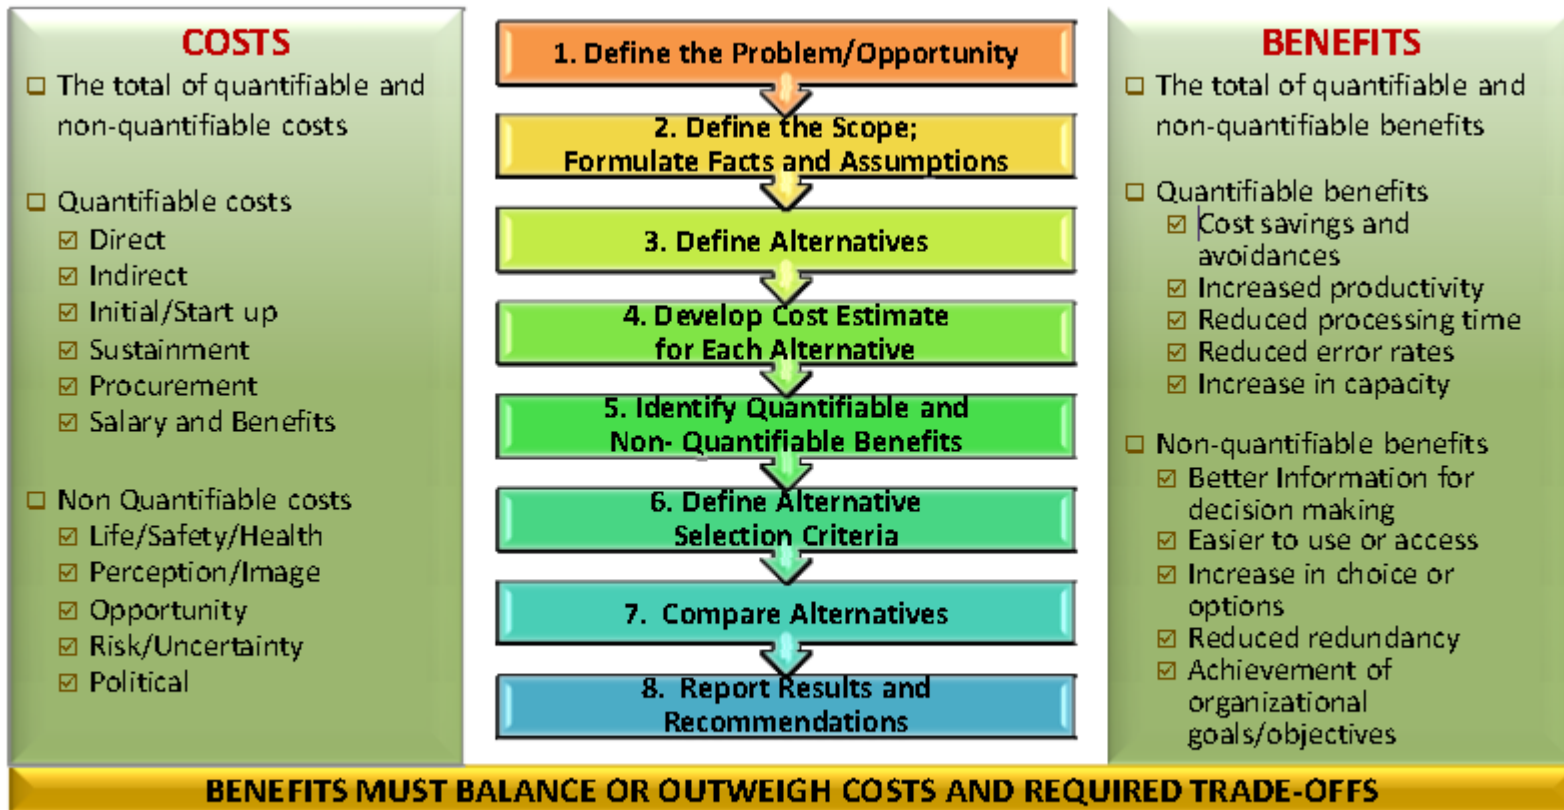 COSTS
The total of quantifiable and
non-quantifiable costs
Quantifiable costs
Direct
Indirect
Initial/Start up
Sustainment
Procurement
Salary and Benefits
Non Quantifiable costs
Life/Safety/Health
Perception/Image
Opportunity
Risk/Uncertainty
Political
1. Define the Problem/Opportunity
2. Define the Scope;
Formulate Facts and Assumptions
3. Define Alternatives
4. Develop Cost Estimate
for Each Alternative
5. Identify Quantifiable and
Non- Quantifiable Benefits
6. Define Alternative
Selection Criteria
7. Compare Alternatives
8. Report Results and
Recommendations
BENEFITS
The total of quantifiable and
non-quantifiable benefits
Quantifiable benefits
Cost savings and
avoidances
Increased productivity
Reduced processing time
Reduced error rates
Increase in capacity
Non-quantifiable benefits
Better Information for
decision making
Easier to use or access
Increase in choice or
options
Reduced redundancy
Achievement of
organizational
goals/objectives
BENEFITS MUST BALANCE OR OUTWEIGH COSTS AND REQUIRED TRADE-OFFS